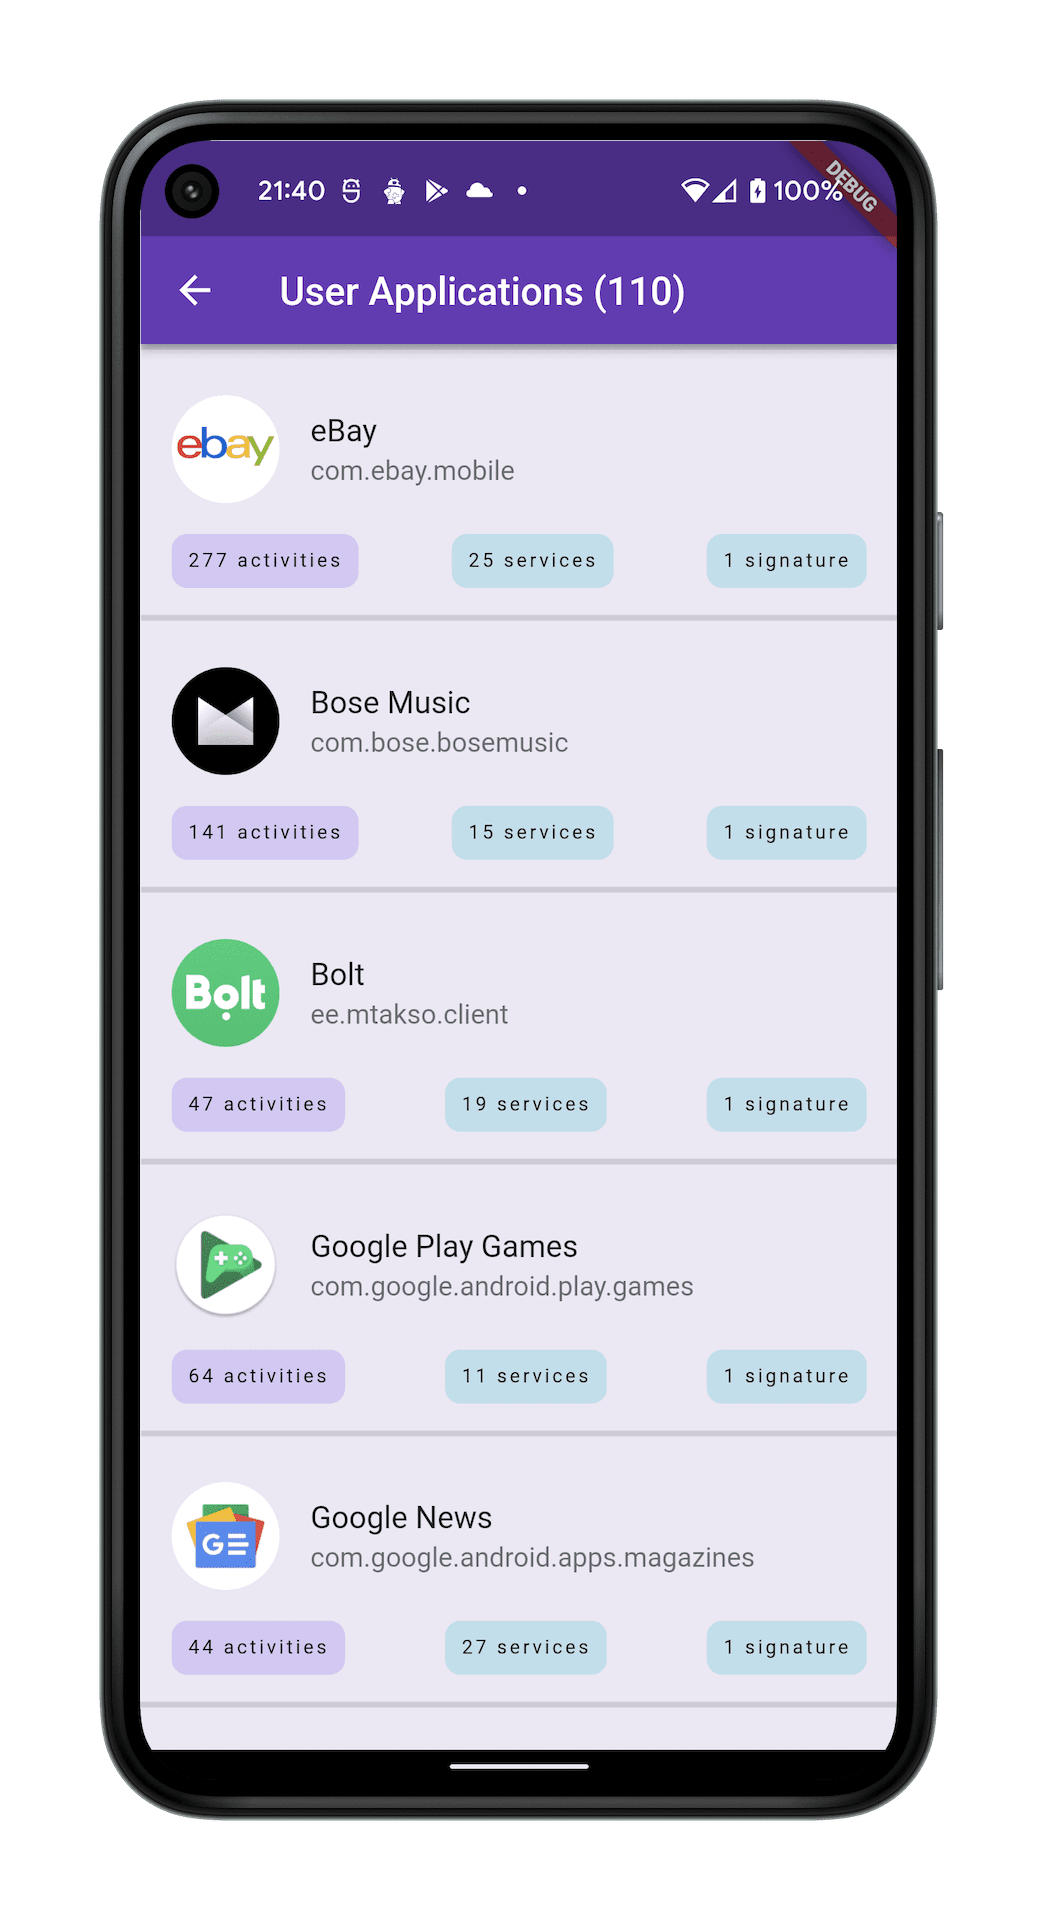 21:40 100%
DEBUG
User Applications (110)
ebay
eBay
com.ebay.mobile
277 activities 25 services 1 signature
Bose Music
com.bose.bosemusic
141 activities 15 services 1 signature
Bolt
Bolt
ee.mtakso.client
47 activities 19 services 1 signature
Google Play Games
com.google.android.play.games
64 activities 11 services 1 signature
GE
Google News
com.google.android.apps.magazines
44 activities 27 services 1 signature